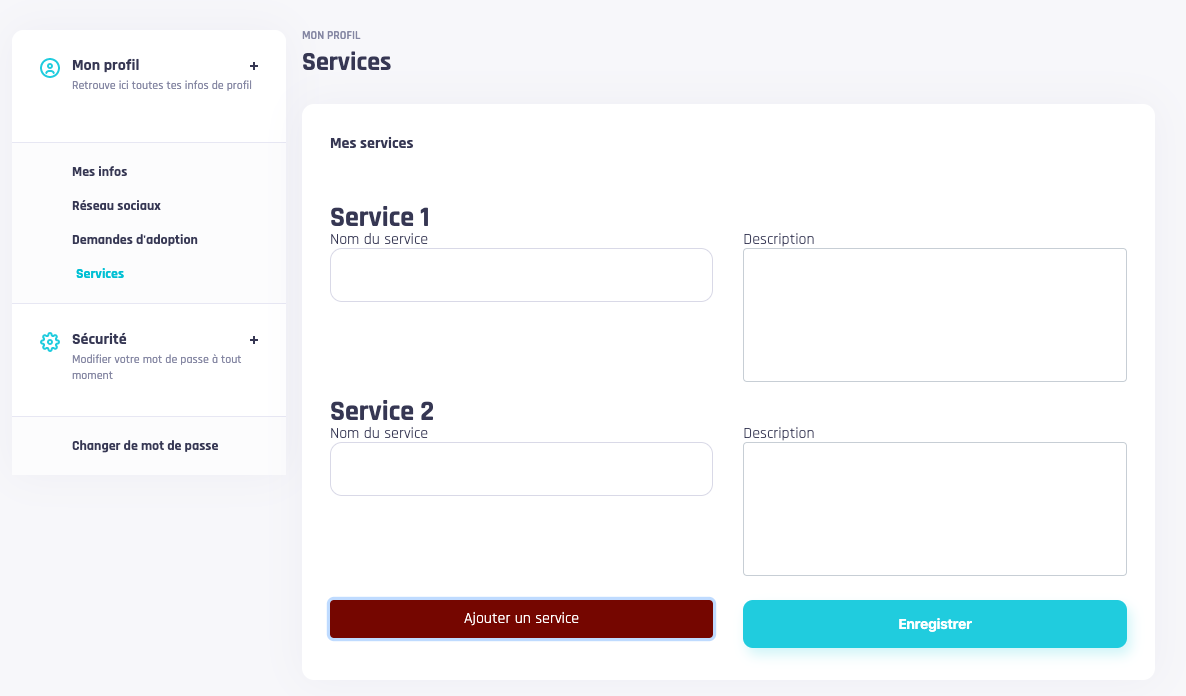 Mon profil
+
Retrouve ici toutes tes infos de profil
Mes infos
Réseau sociaux
Demandes d'adoption
Services
Sécurité
+
Modifier votre mot de passe à tout
moment
Changer de mot de passe
MON PROFIL
Services
Mes services
Service 1
Nom du service
Description
Service 2
Nom du service
Description
Ajouter un service
Enregistrer